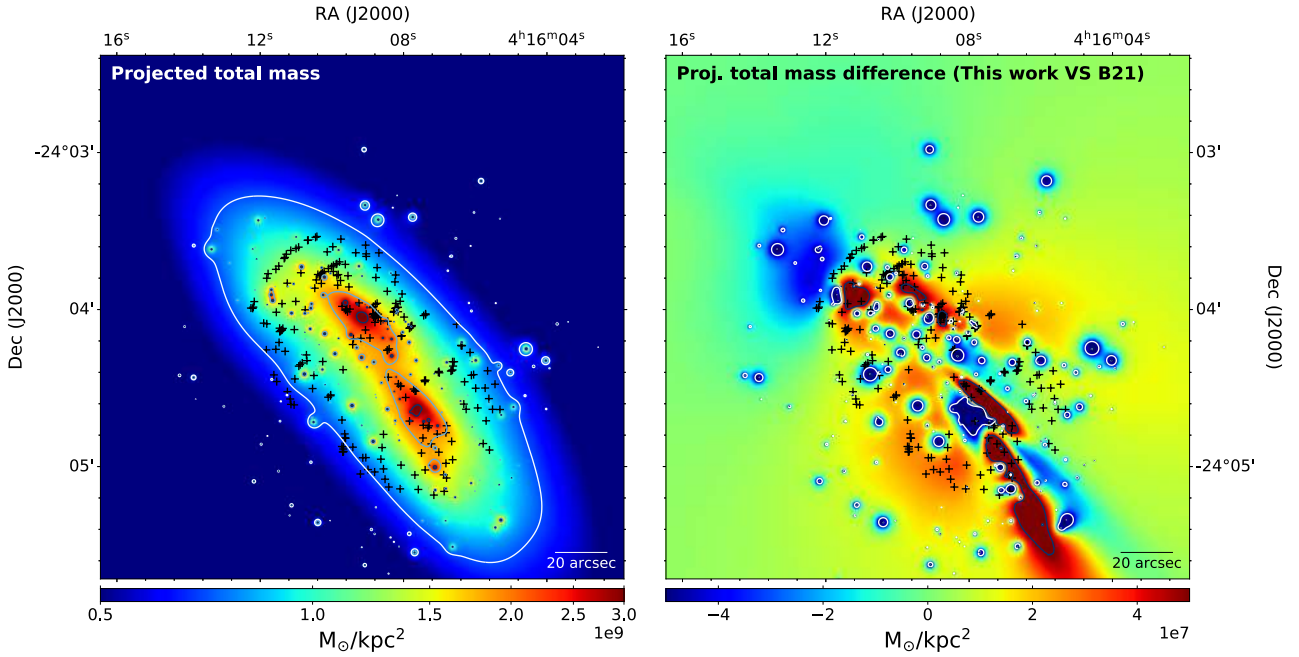 RA (J2000)
16ˢ 12ˢ 08ˢ 4ʰ16ᵐ04ˢ
Projected total mass
-24°03'
04'
05'
Dec (J2000)
20 arcsec
0.5 1.0 1.5 2.0 2.5 3.0
1e9
M⊙/kpc²
RA (J2000)
16ˢ 12ˢ 08ˢ 4ʰ16ᵐ04ˢ
Proj. total mass difference (This work VS B21)
03'
04'
-24°05'
Dec (J2000)
20 arcsec
−4 −2 0 2 4
1e7
M⊙/kpc²